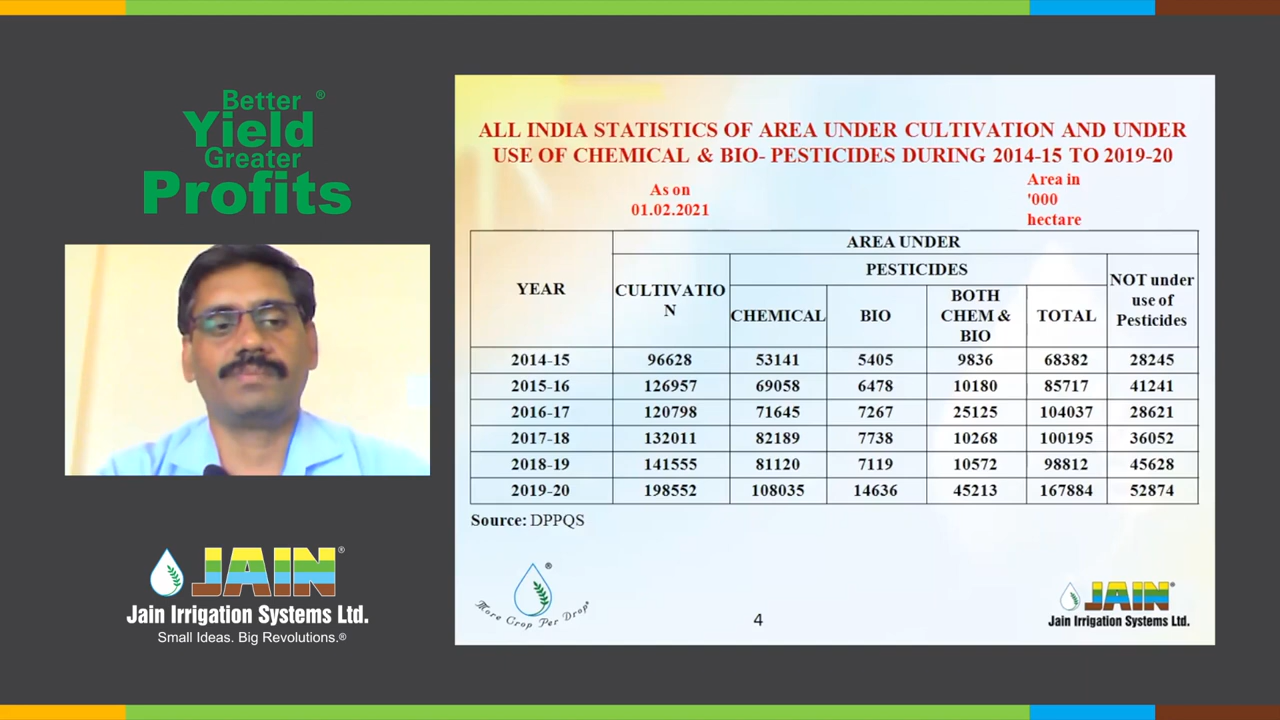 Better ®
Yield
Greater
Profits
JAIN®
Jain Irrigation Systems Ltd.
Small Ideas. Big Revolutions.®
ALL INDIA STATISTICS OF AREA UNDER CULTIVATION AND UNDER
USE OF CHEMICAL & BIO- PESTICIDES DURING 2014-15 TO 2019-20
As on
01.02.2021
Area in
'000
hectare
YEAR
AREA UNDER
CULTIVATIO
N
PESTICIDES
CHEMICAL
BIO
BOTH
CHEM &
BIO
TOTAL
NOT under
use of
Pesticides
2014-15 96628 53141 5405 9836 68382 28245
2015-16 126957 69058 6478 10180 85717 41241
2016-17 120798 71645 7267 25125 104037 28621
2017-18 132011 82189 7738 10268 100195 36052
2018-19 141555 81120 7119 10572 98812 45628
2019-20 198552 108035 14636 45213 167884 52874
Source: DPPQS
®
More Crop Per Drop®
4
JAIN®
Jain Irrigation Systems Ltd.